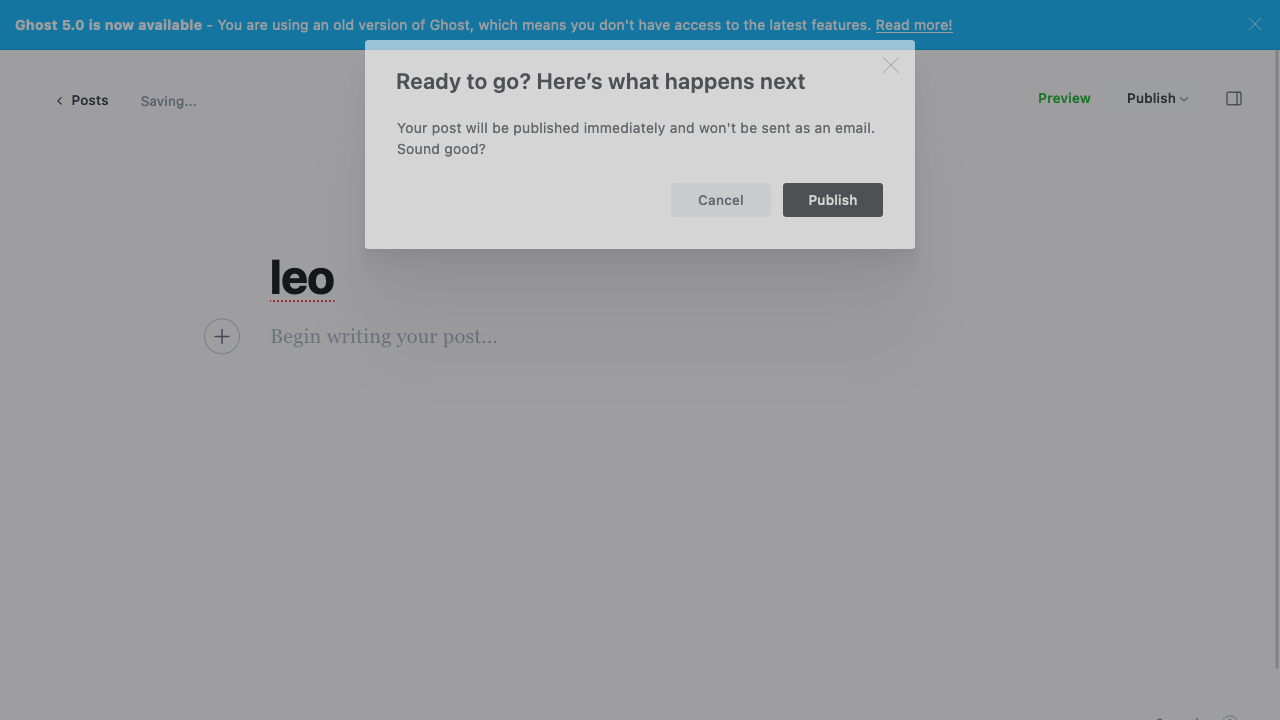 Ghost 5.0 is now available - You are using an old version of Ghost, which means you don't have access to the latest features. Read more!
Ready to go? Here's what happens next
Posts
Saving...
Preview
Publish
Your post will be published immediately and won't be sent as an email.
Sound good?
Cancel
Publish
leo
Begin writing your post...